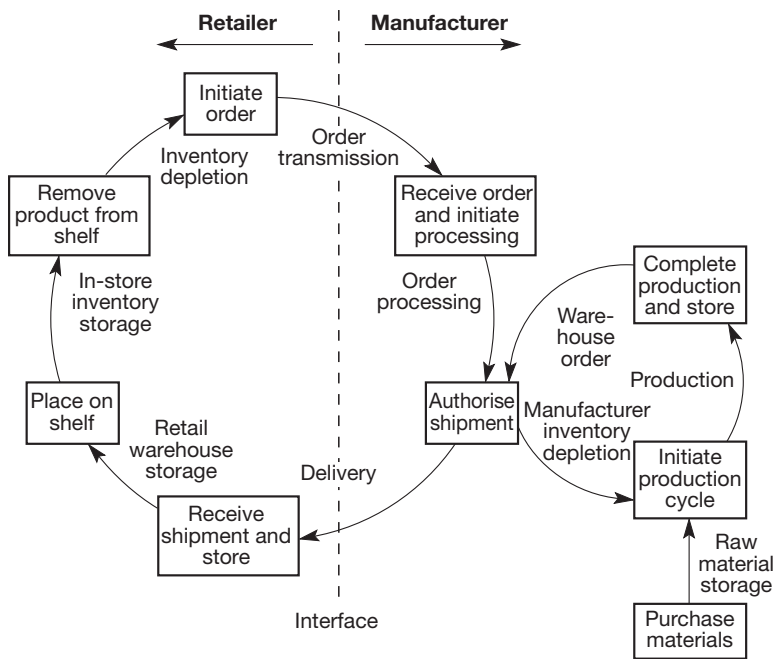 Retailer
Manufacturer
Initiate
order
Order
transmission
Inventory
depletion
Remove
product from
shelf
Receive order
and initiate
processing
In-store
inventory
storage
Order
processing
Complete
production
and store
Ware-
house
order
Production
Place on
shelf
Authorise
shipment
Manufacturer
inventory
depletion
Retail
warehouse
storage
Delivery
Initiate
production
cycle
Receive
shipment and
store
Raw
material
storage
Interface
Purchase
materials